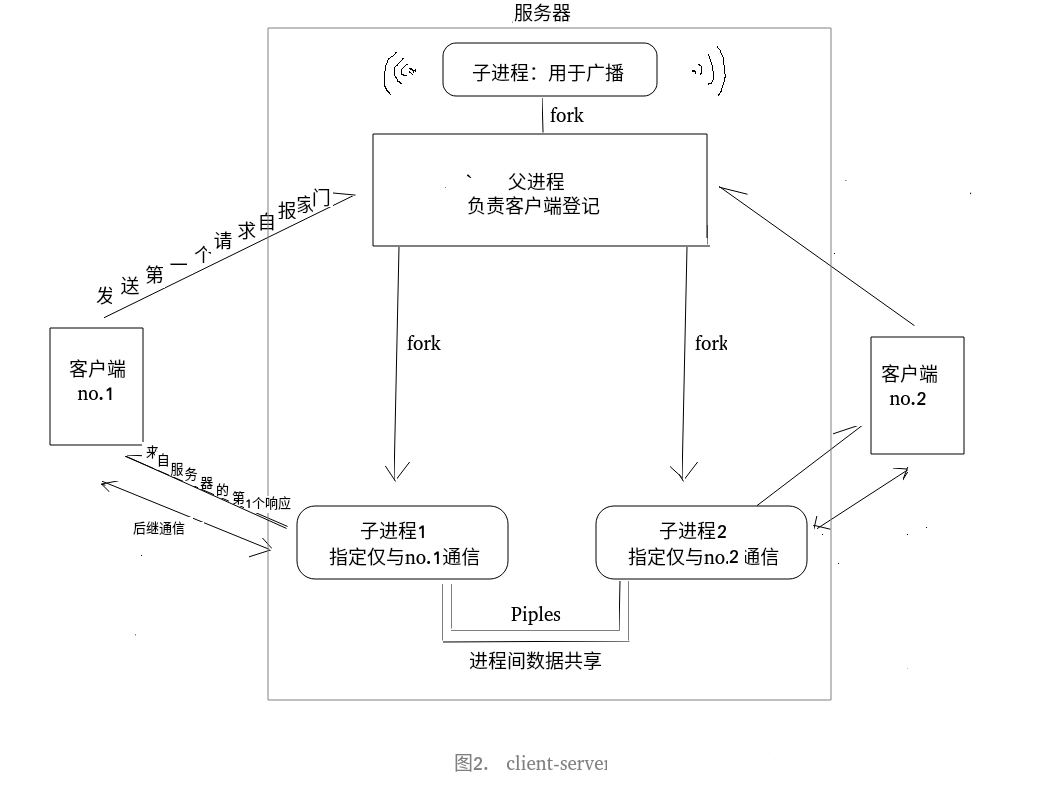 服务器
子进程：用于广播
fork
父进程
负责客户端登记
发送第一个请求自报家门
fork
fork
客户端
no.1
客户端
no.2
来自服务器的第1个响应
后继通信
子进程1
指定仅与no.1通信
子进程2
指定仅与no.2通信
Piples
进程间数据共享
图2. client-server